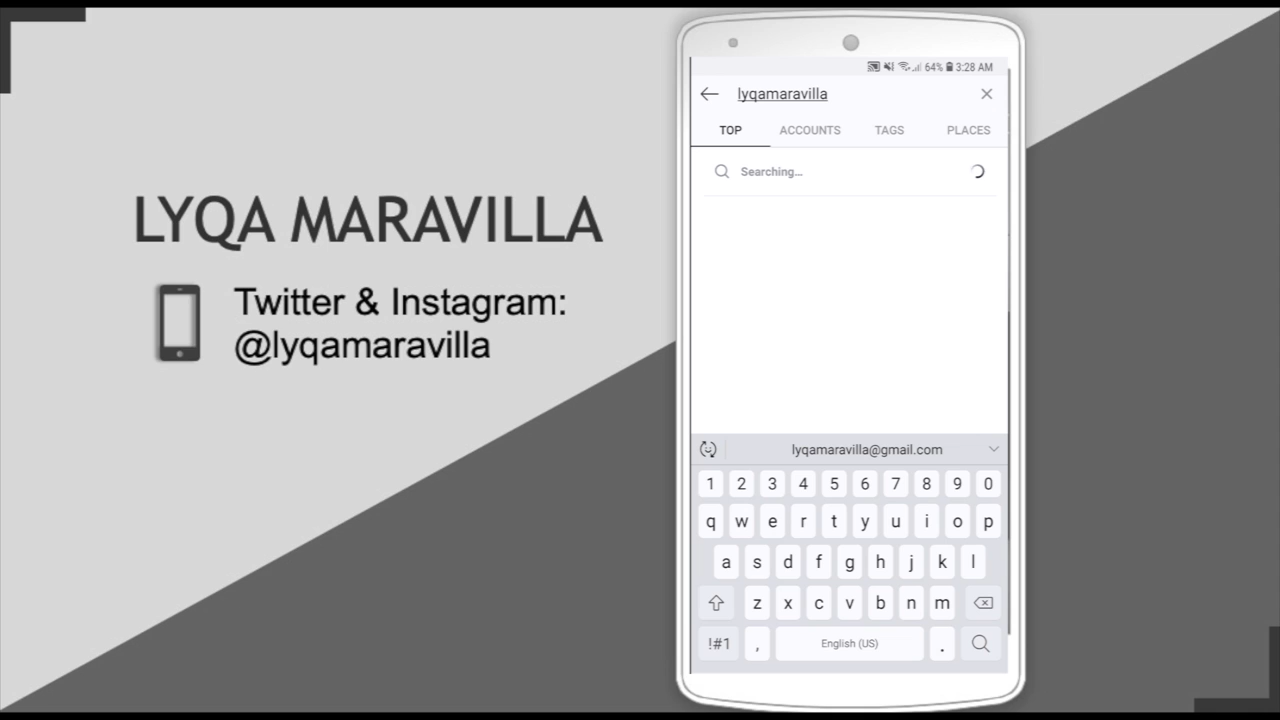 LYQA MARAVILLA
Twitter & Instagram:
@lyqamaravilla
64% 3:28 AM
lyqamaravilla
TOP ACCOUNTS TAGS PLACES
Searching...
lyqamaravilla@gmail.com
1 2 3 4 5 6 7 8 9 0
q w e r t y u i o p
a s d f g h j k l
z x c v b n m
!#1 , English (US) .